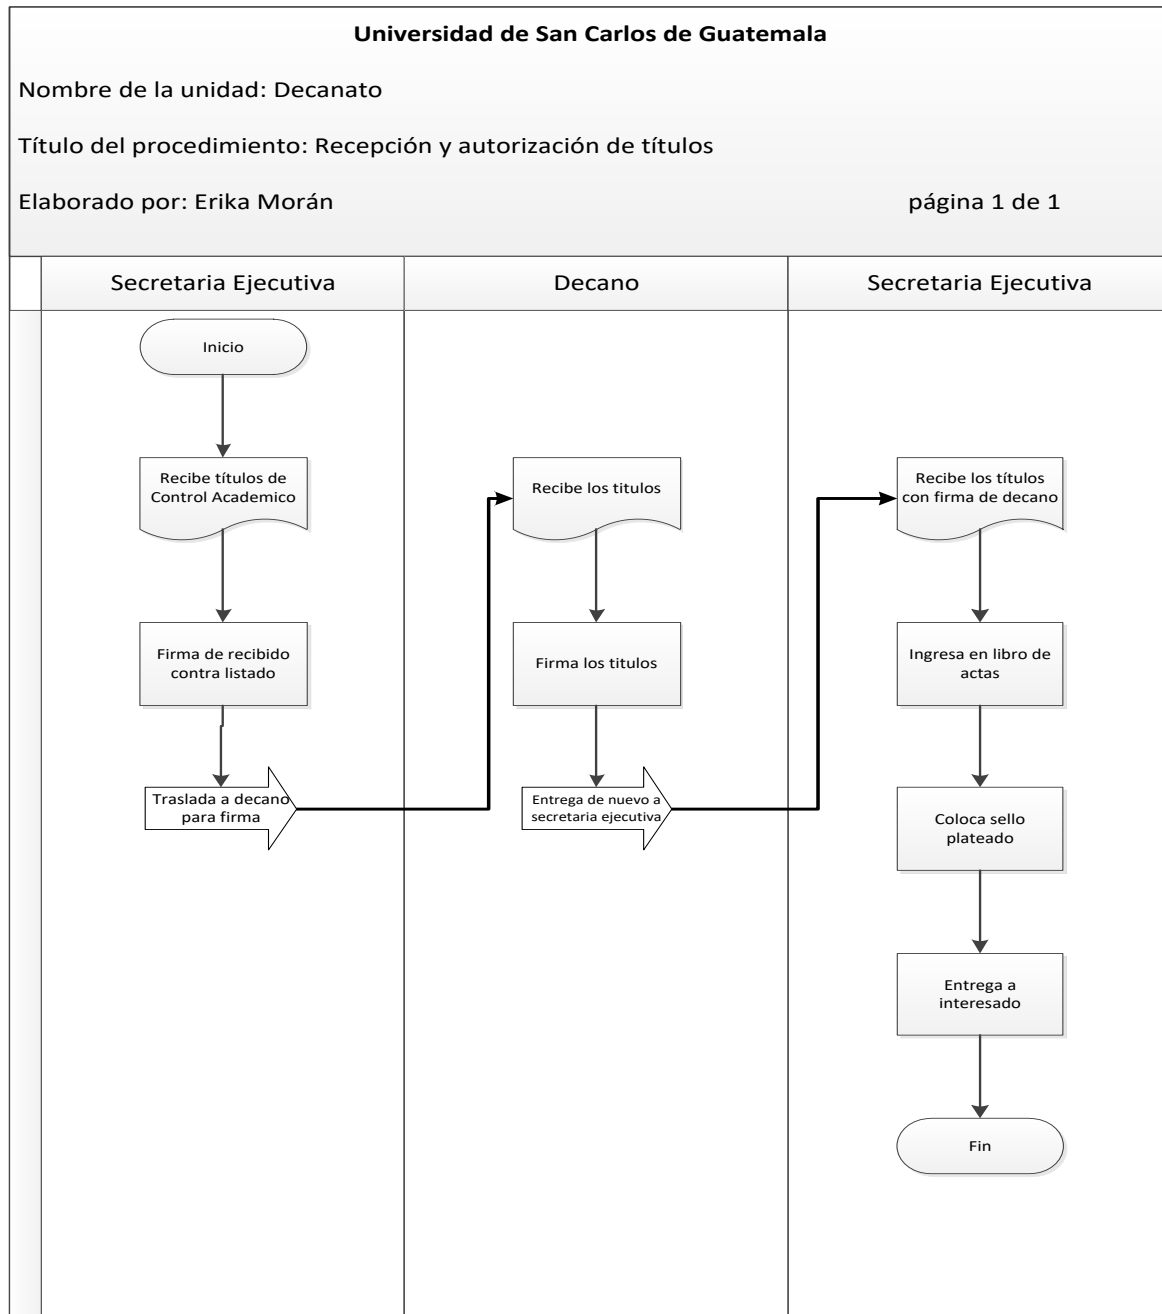 Universidad de San Carlos de Guatemala
Nombre de la unidad: Decanato
Título del procedimiento: Recepción y autorización de títulos
Elaborado por: Erika Morán página 1 de 1
Secretaria Ejecutiva
Decano
Secretaria Ejecutiva
Inicio
Recibe títulos de
Control Academico
Firma de recibido
contra listado
Traslada a decano
para firma
Recibe los titulos
Firma los titulos
Entrega de nuevo a
secretaria ejecutiva
Recibe los títulos
con firma de decano
Ingresa en libro de
actas
Coloca sello
plateado
Entrega a
interesado
Fin